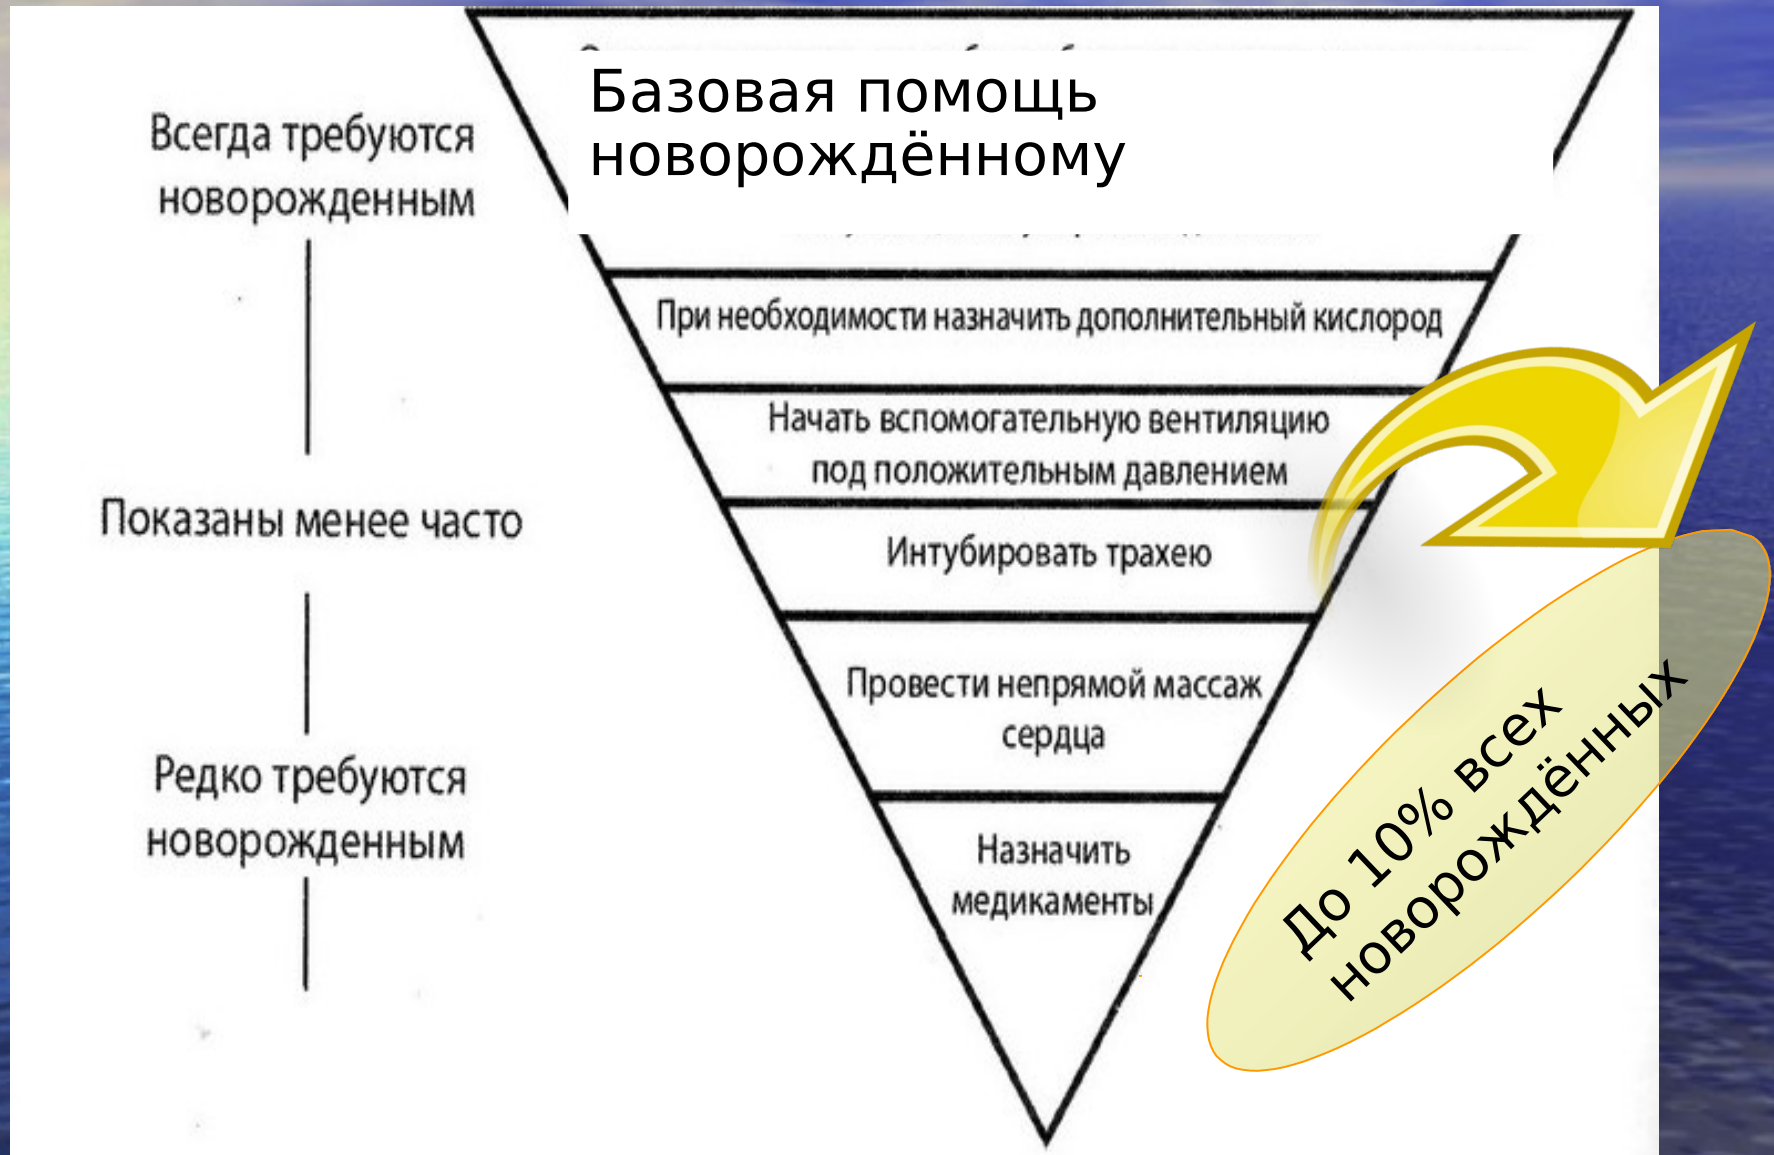 Базовая помощь
новорождённому
Всегда требуются
новорожденным
При необходимости назначить дополнительный кислород
Начать вспомогательную вентиляцию
под положительным давлением
Показаны менее часто
Интубировать трахею
Провести непрямой массаж
сердца
Редко требуются
новорожденным
Назначить
медикаменты
До 10% всех
новорождённых